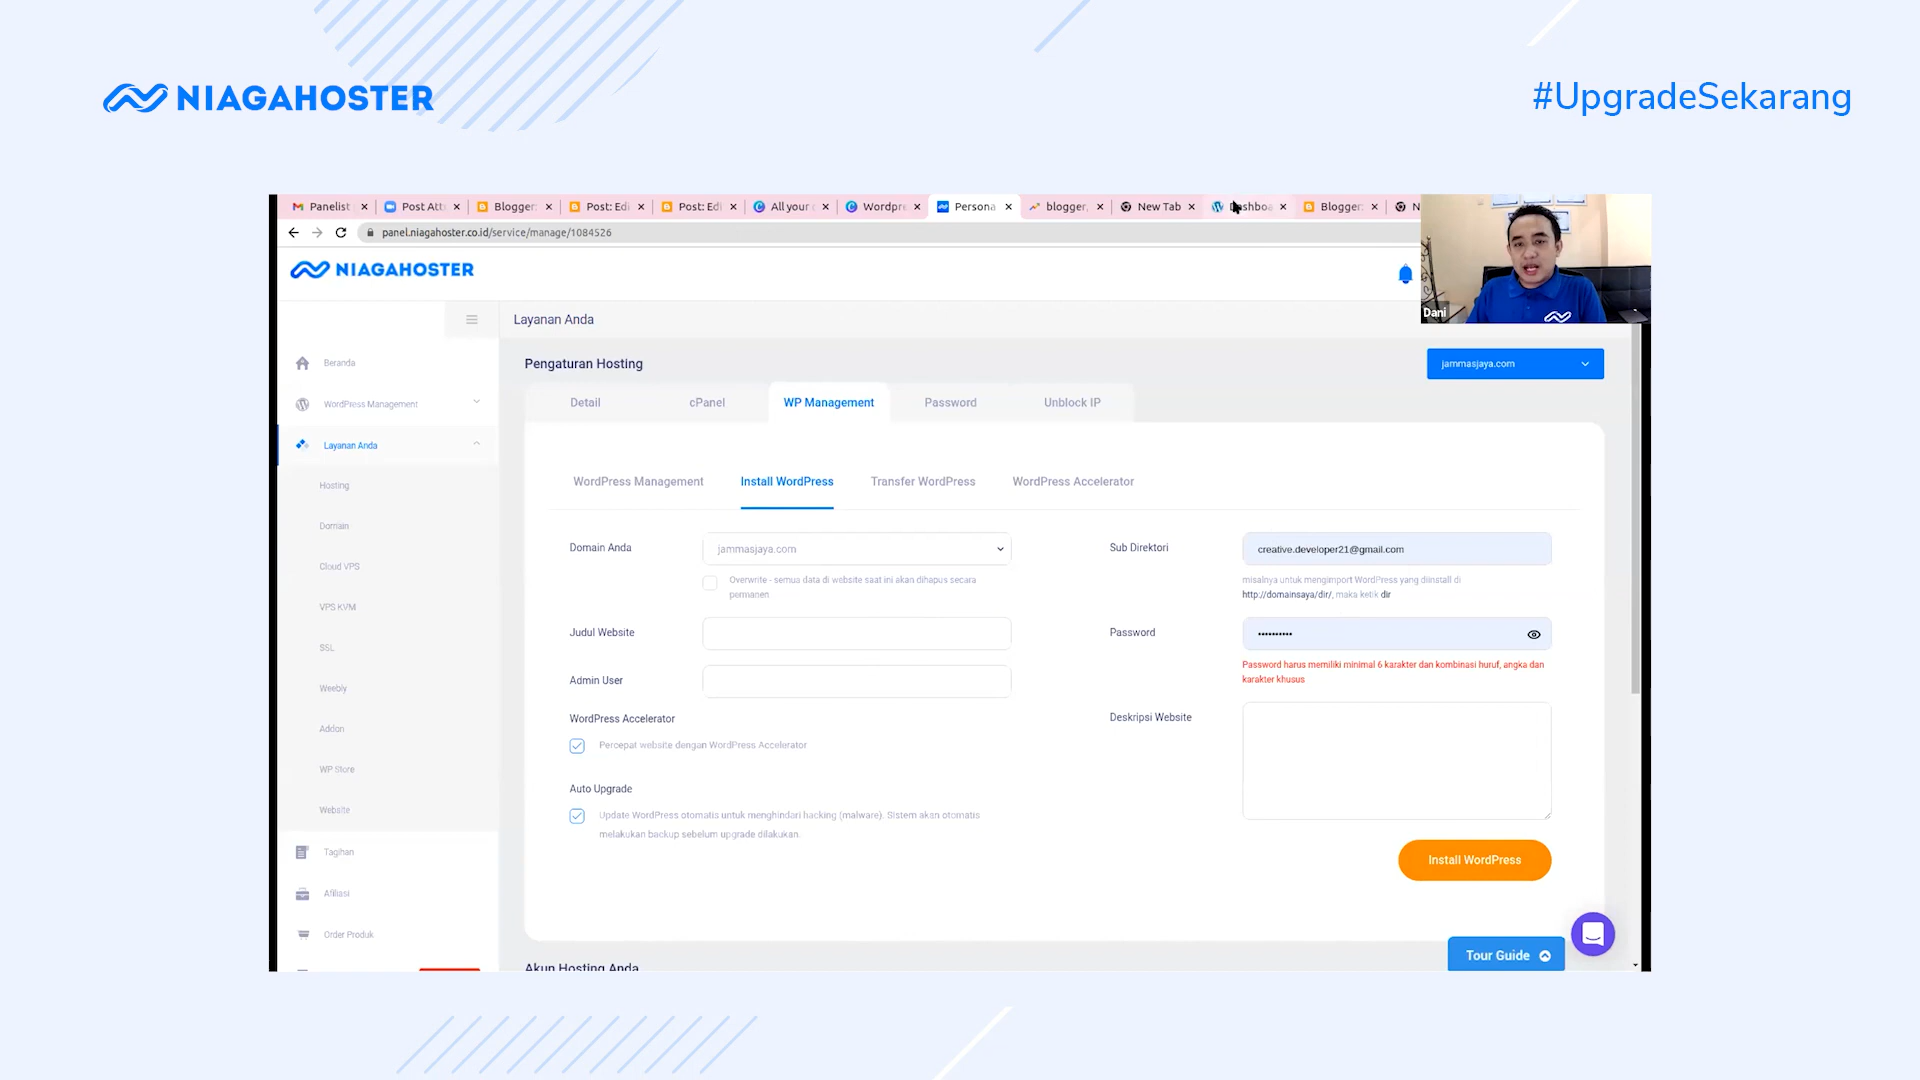 NIAGAHOSTER
#UpgradeSekarang
Panelist
Post Att
Blogger:
Post: Edi
Post: Edi
All your
Wordpre
Persona
blogger,
New Tab
Blogger:
N
panel.niagahoster.co.id/service/manage/1084526
NIAGAHOSTER
Dani
Layanan Anda
Beranda
WordPress Management
Layanan Anda
Hosting
Domain
Cloud VPS
VPS KVM
SSL
Weebly
Addon
WP Store
Website
Tagihan
Afiliasi
Order Produk
Pengaturan Hosting
jammasjaya.com
Detail
cPanel
WP Management
Password
Unblock IP
WordPress Management
Install WordPress
Transfer WordPress
WordPress Accelerator
Domain Anda
jammasjaya.com
Overwrite - semua data di website saat ini akan dihapus secara
permanen
Judul Website
Admin User
WordPress Accelerator
Percepat website dengan WordPress Accelerator
Auto Upgrade
Update WordPress otomatis untuk menghindari hacking (malware). Sistem akan otomatis
melakukan backup sebelum upgrade dilakukan.
Sub Direktori
creative.developer21@gmail.com
misalnya untuk mengimport WordPress yang diinstall di
http://domainsaya/dir/, maka ketik dir
Password
••••••••••
Password harus memiliki minimal 6 karakter dan kombinasi huruf, angka dan
karakter khusus
Deskripsi Website
Install WordPress
Tour Guide
Akun Hosting Anda